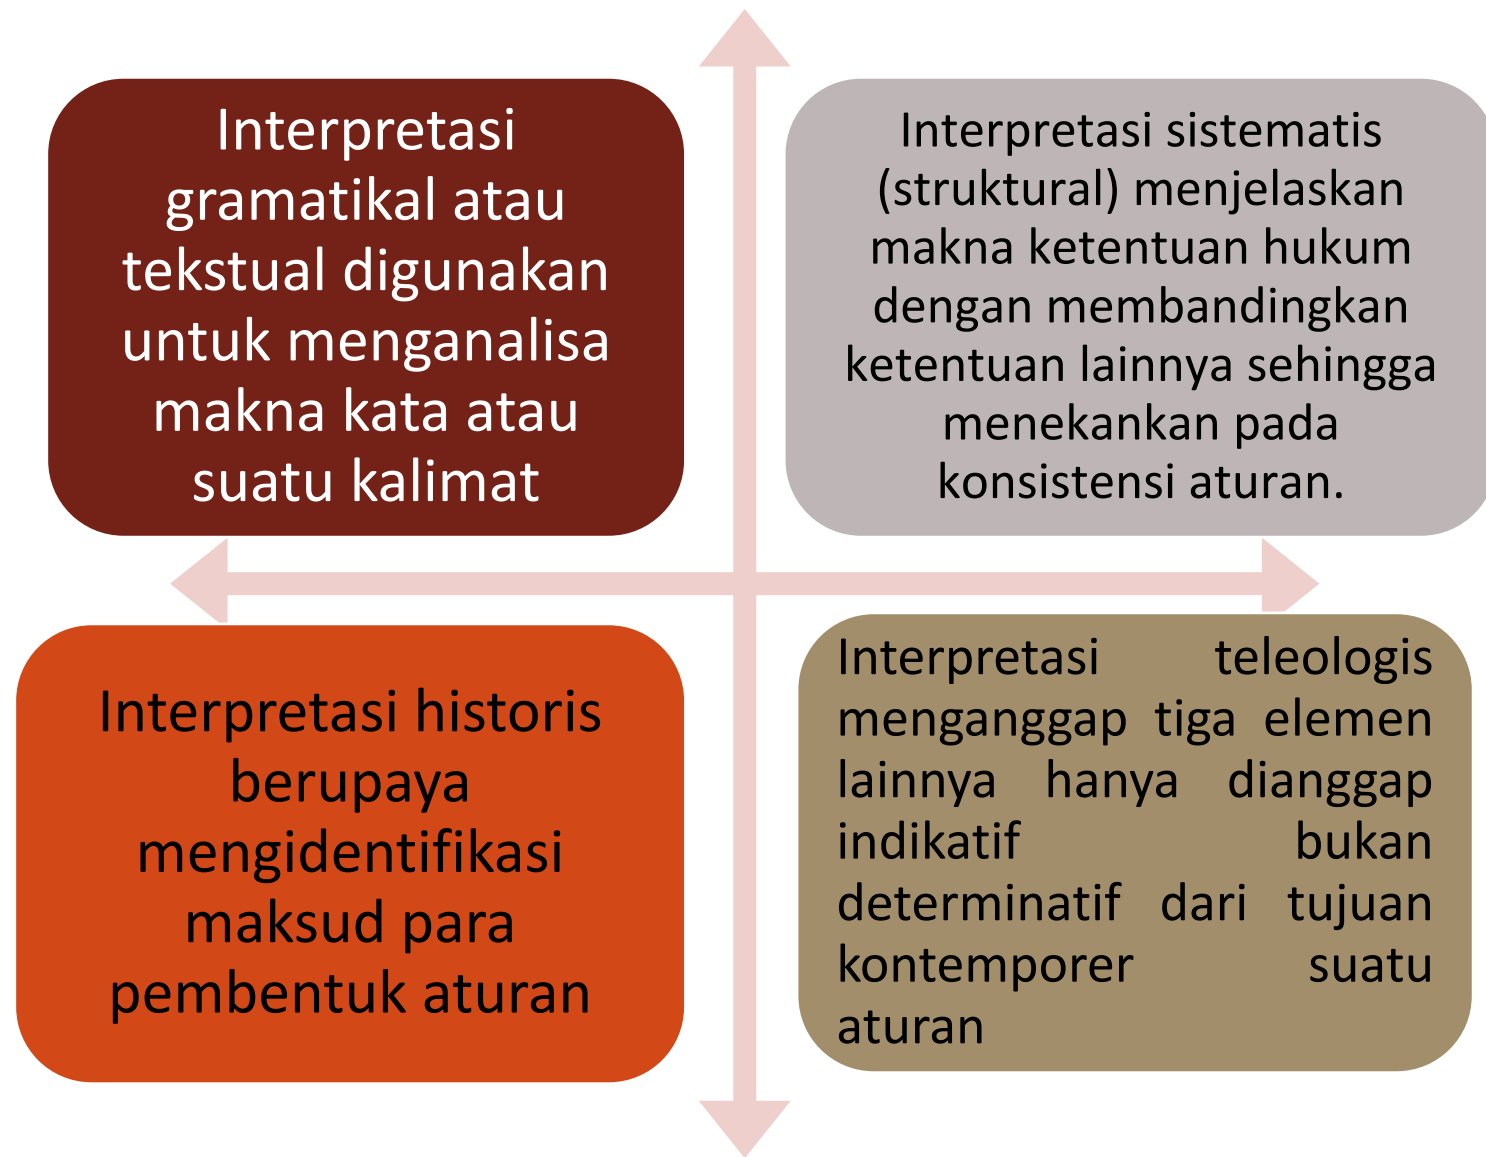 Interpretasi
gramatikal atau
tekstual digunakan
untuk menganalisa
makna kata atau
suatu kalimat
Interpretasi sistematis
(struktural) menjelaskan
makna ketentuan hukum
dengan membandingkan
ketentuan lainnya sehingga
menekankan pada
konsistensi aturan.
Interpretasi historis
berupaya
mengidentifikasi
maksud para
pembentuk aturan
Interpretasi teleologis
menganggap tiga elemen
lainnya hanya dianggap
indikatif bukan
determinatif dari tujuan
kontemporer suatu
aturan